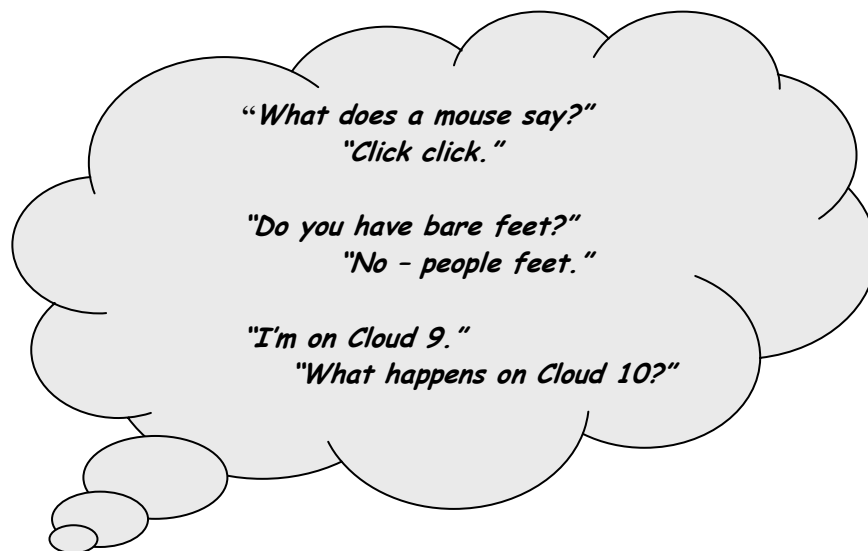 “What does a mouse say?”
“Click click.”
“Do you have bare feet?”
“No – people feet.”
“I’m on Cloud 9.”
“What happens on Cloud 10?”